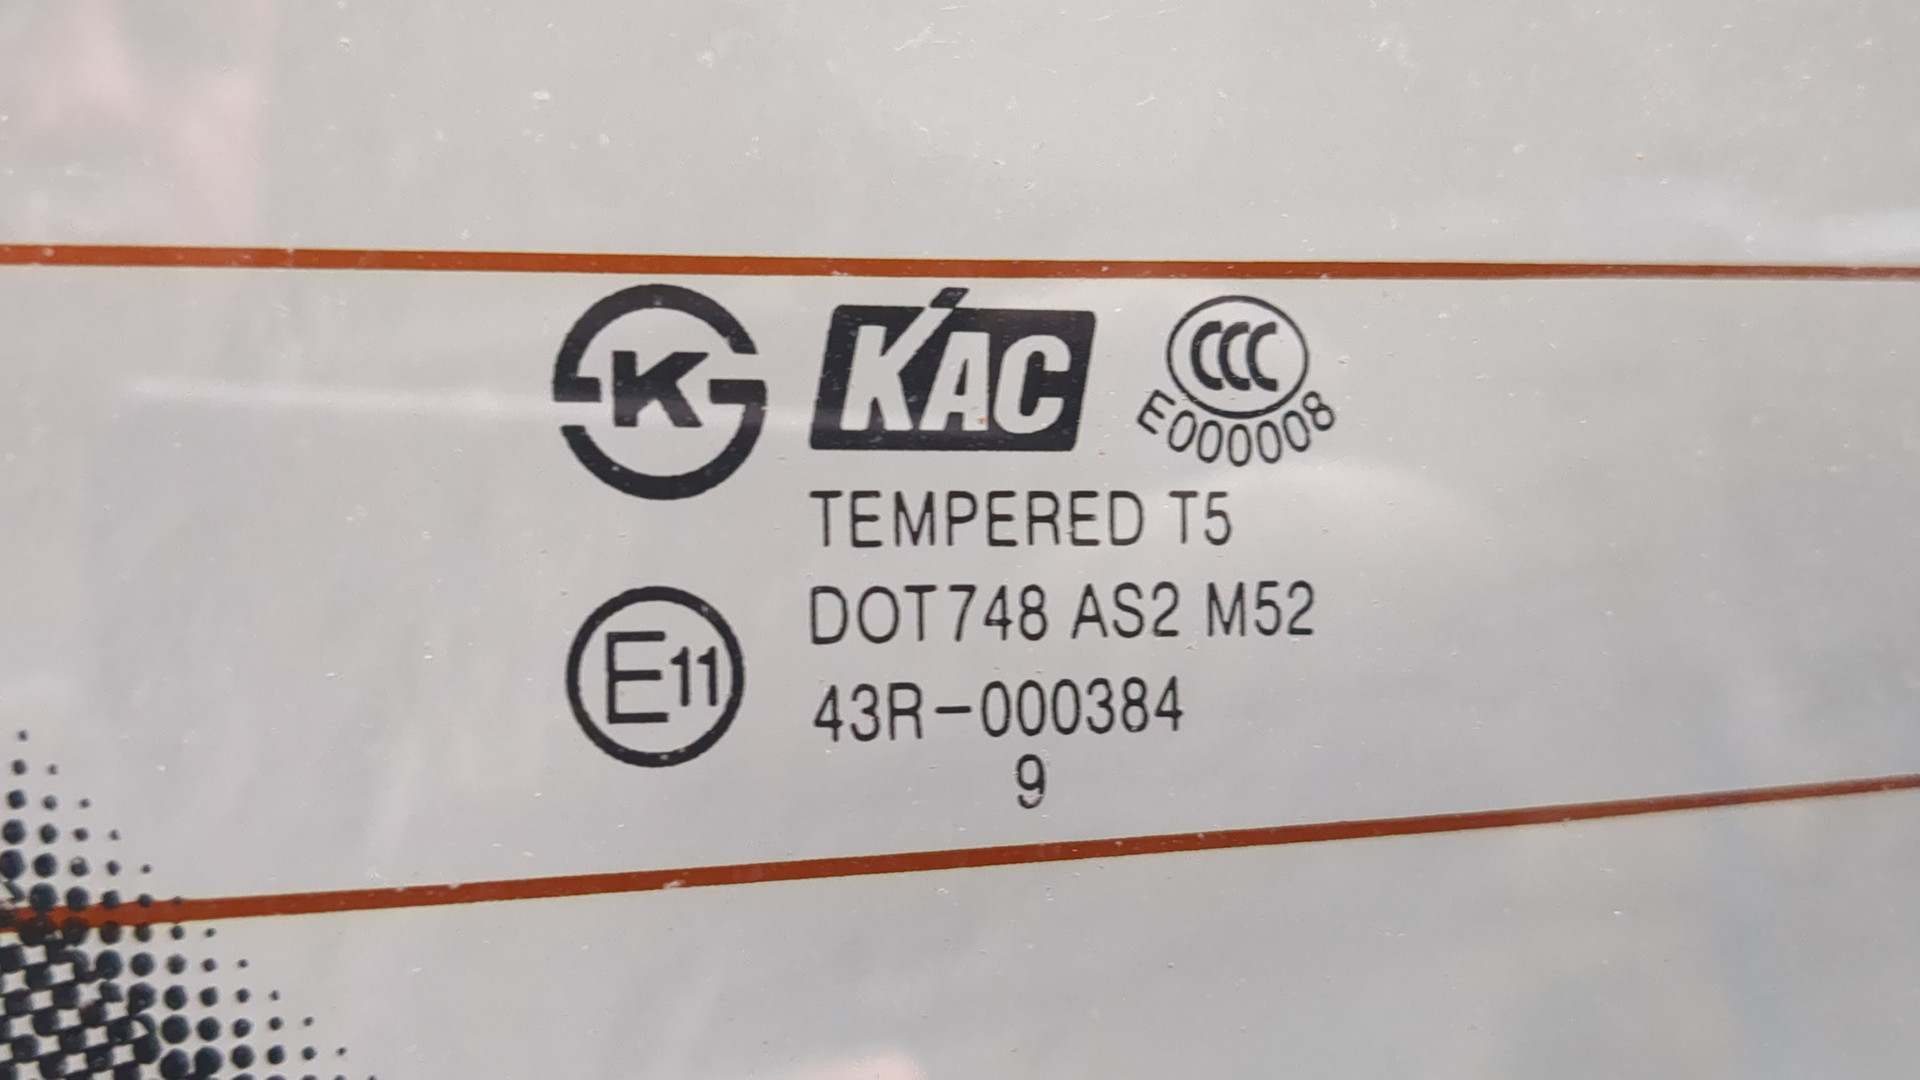 K
KAC
CCC
E000008
TEMPERED T5
E11
DOT748 AS2 M52
43R-000384
9